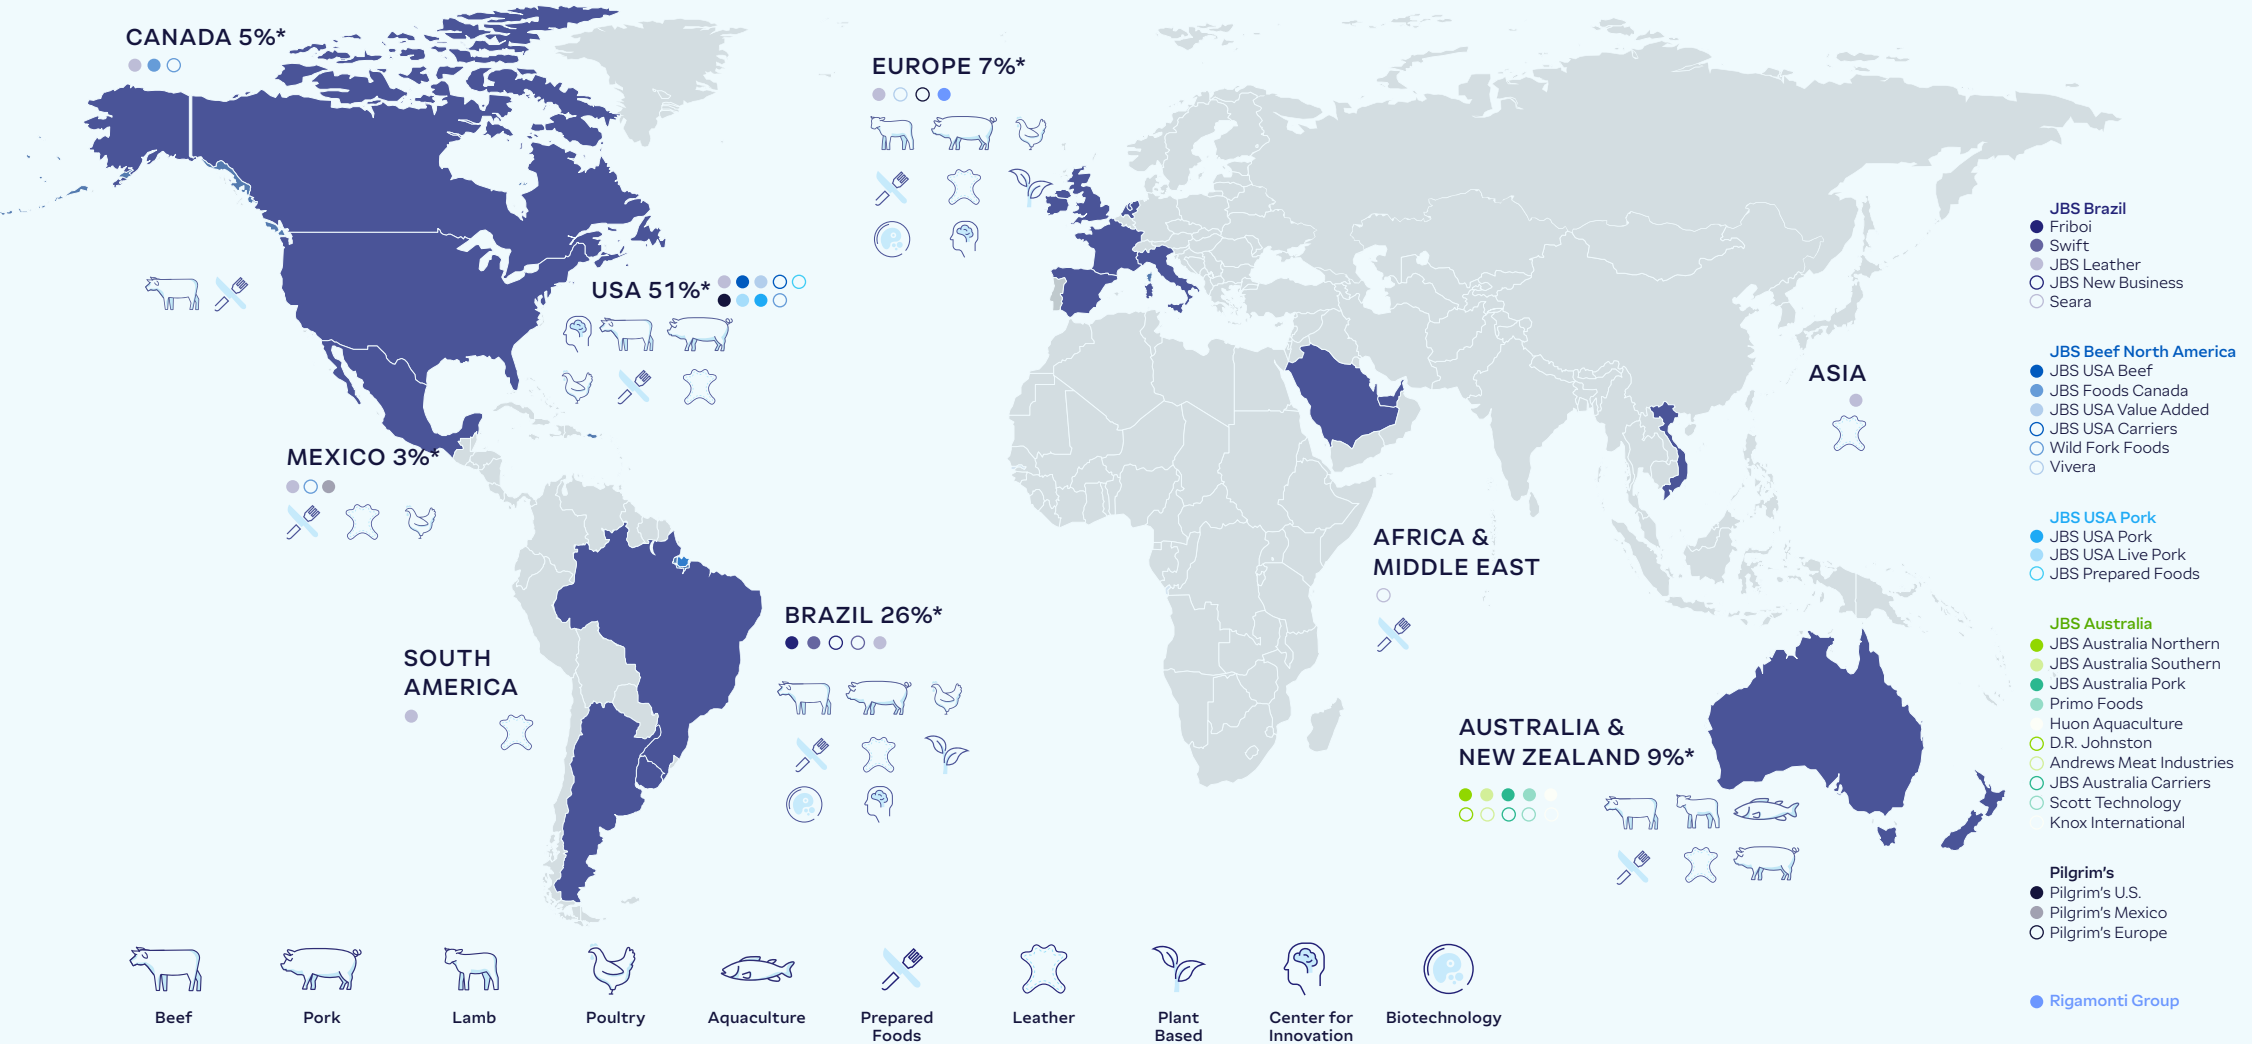 CANADA 5%*
EUROPE 7%*
USA 51%*
MEXICO 3%*
SOUTH
AMERICA
BRAZIL 26%*
AFRICA &
MIDDLE EAST
ASIA
AUSTRALIA &
NEW ZEALAND 9%*
JBS Brazil
Friboi
Swift
JBS Leather
JBS New Business
Seara
JBS Beef North America
JBS USA Beef
JBS Foods Canada
JBS USA Value Added
JBS USA Carriers
Wild Fork Foods
Vivera
JBS USA Pork
JBS USA Pork
JBS USA Live Pork
JBS Prepared Foods
JBS Australia
JBS Australia Northern
JBS Australia Southern
JBS Australia Pork
Primo Foods
Huon Aquaculture
D.R. Johnston
Andrews Meat Industries
JBS Australia Carriers
Scott Technology
Knox International
Pilgrim's
Pilgrim's U.S.
Pilgrim's Mexico
Pilgrim's Europe
Rigamonti Group
Beef
Pork
Lamb
Poultry
Aquaculture
Prepared
Foods
Leather
Plant
Based
Center for
Innovation
Biotechnology